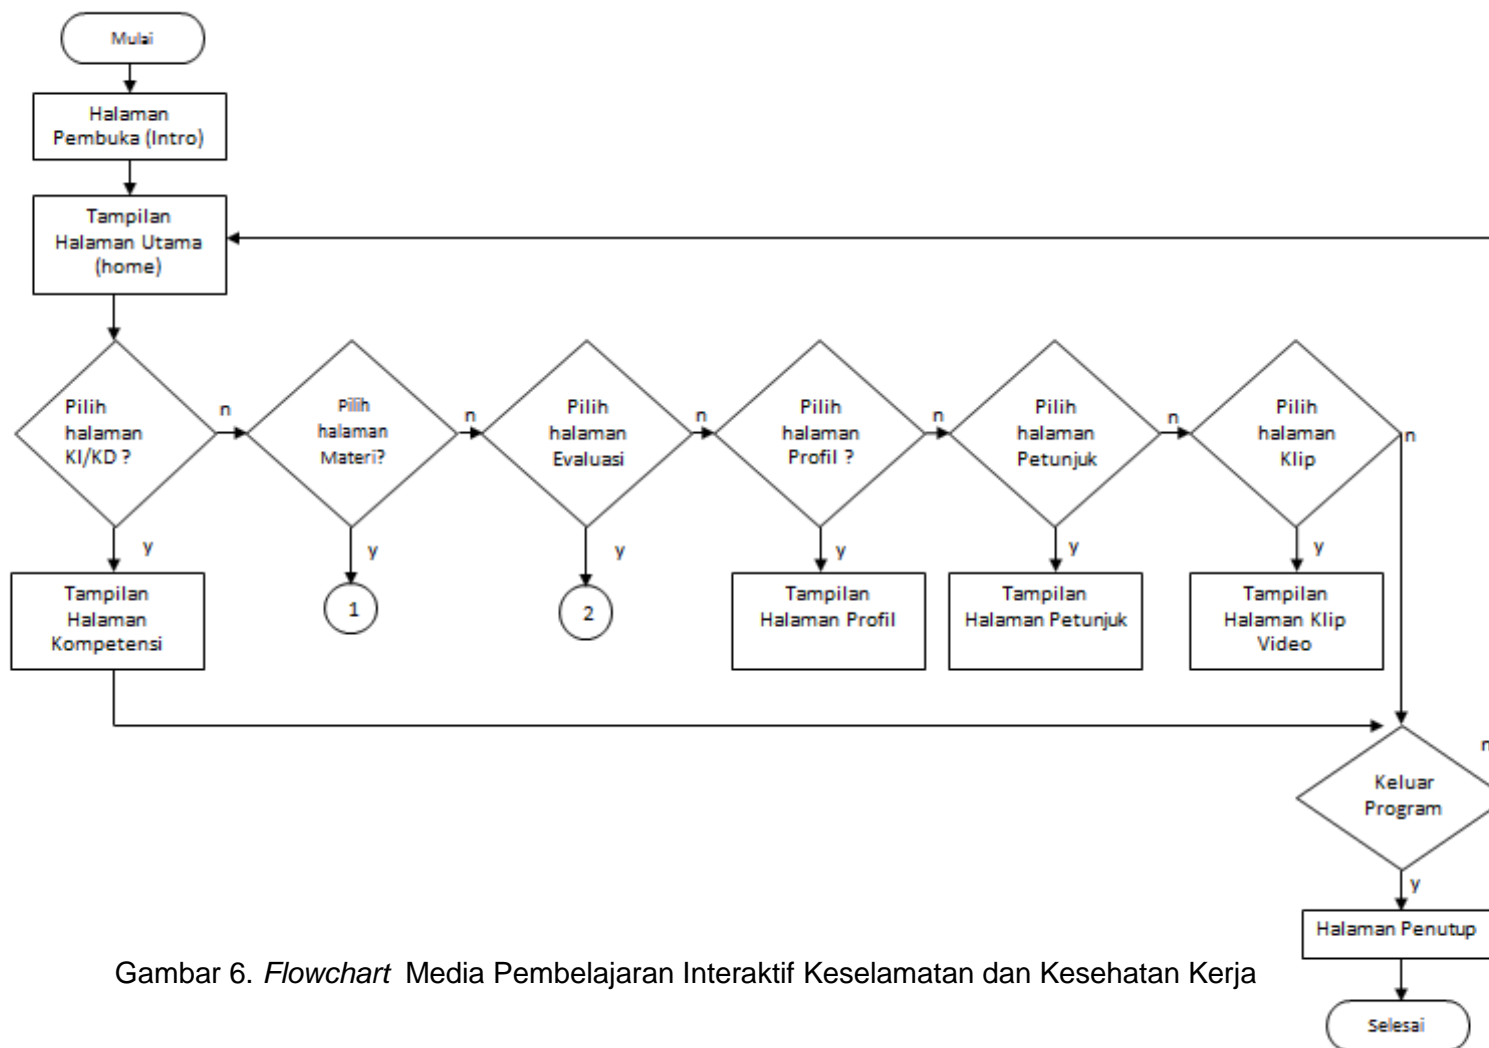 Mulai
Halaman
Pembuka (Intro)
Tampilan
Halaman Utama
(home)
Pilih
halaman
KI/KD ?
n
Pilih
halaman
Materi?
n
Pilih
halaman
Evaluasi
n
Pilih
halaman
Profil ?
n
Pilih
halaman
Petunjuk
n
Pilih
halaman
Klip
n
y
y
y
y
y
y
Tampilan
Halaman
Kompetensi
1
2
Tampilan
Halaman Profil
Tampilan
Halaman Petunjuk
Tampilan
Halaman Klip
Video
n
Keluar
Program
y
Halaman Penutup
Selesai
Gambar 6. Flowchart Media Pembelajaran Interaktif Keselamatan dan Kesehatan Kerja